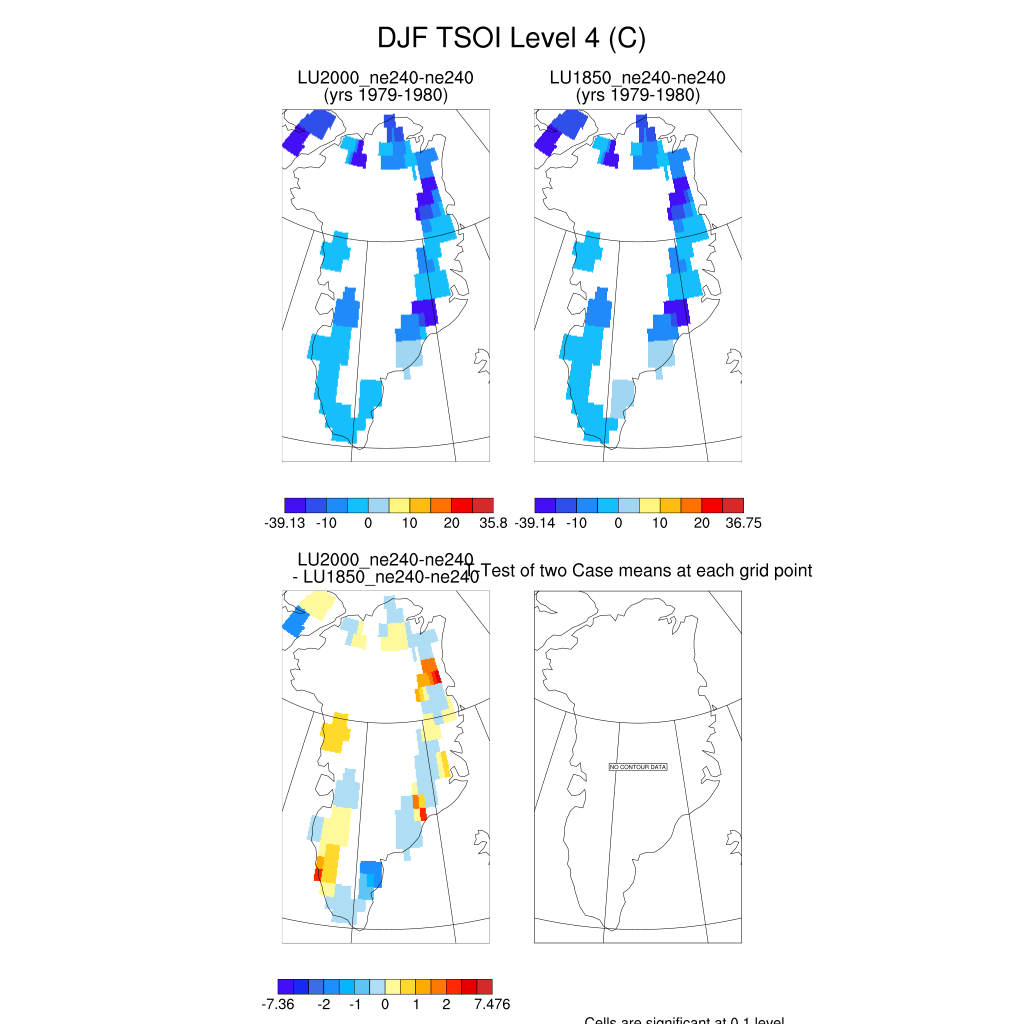 DJF TSOI Level 4 (C)
LU2000_ne240-ne240
(yrs 1979-1980)
LU1850_ne240-ne240
(yrs 1979-1980)
-39.13 -10 0 10 20 35.8
-39.14 -10 0 10 20 36.75
LU2000_ne240-ne240
- LU1850_ne240-ne240
T-Test of two Case means at each grid point
NO CONTOUR DATA
-7.36 -2 -1 0 1 2 7.476
Cells are significant at 0.1 level